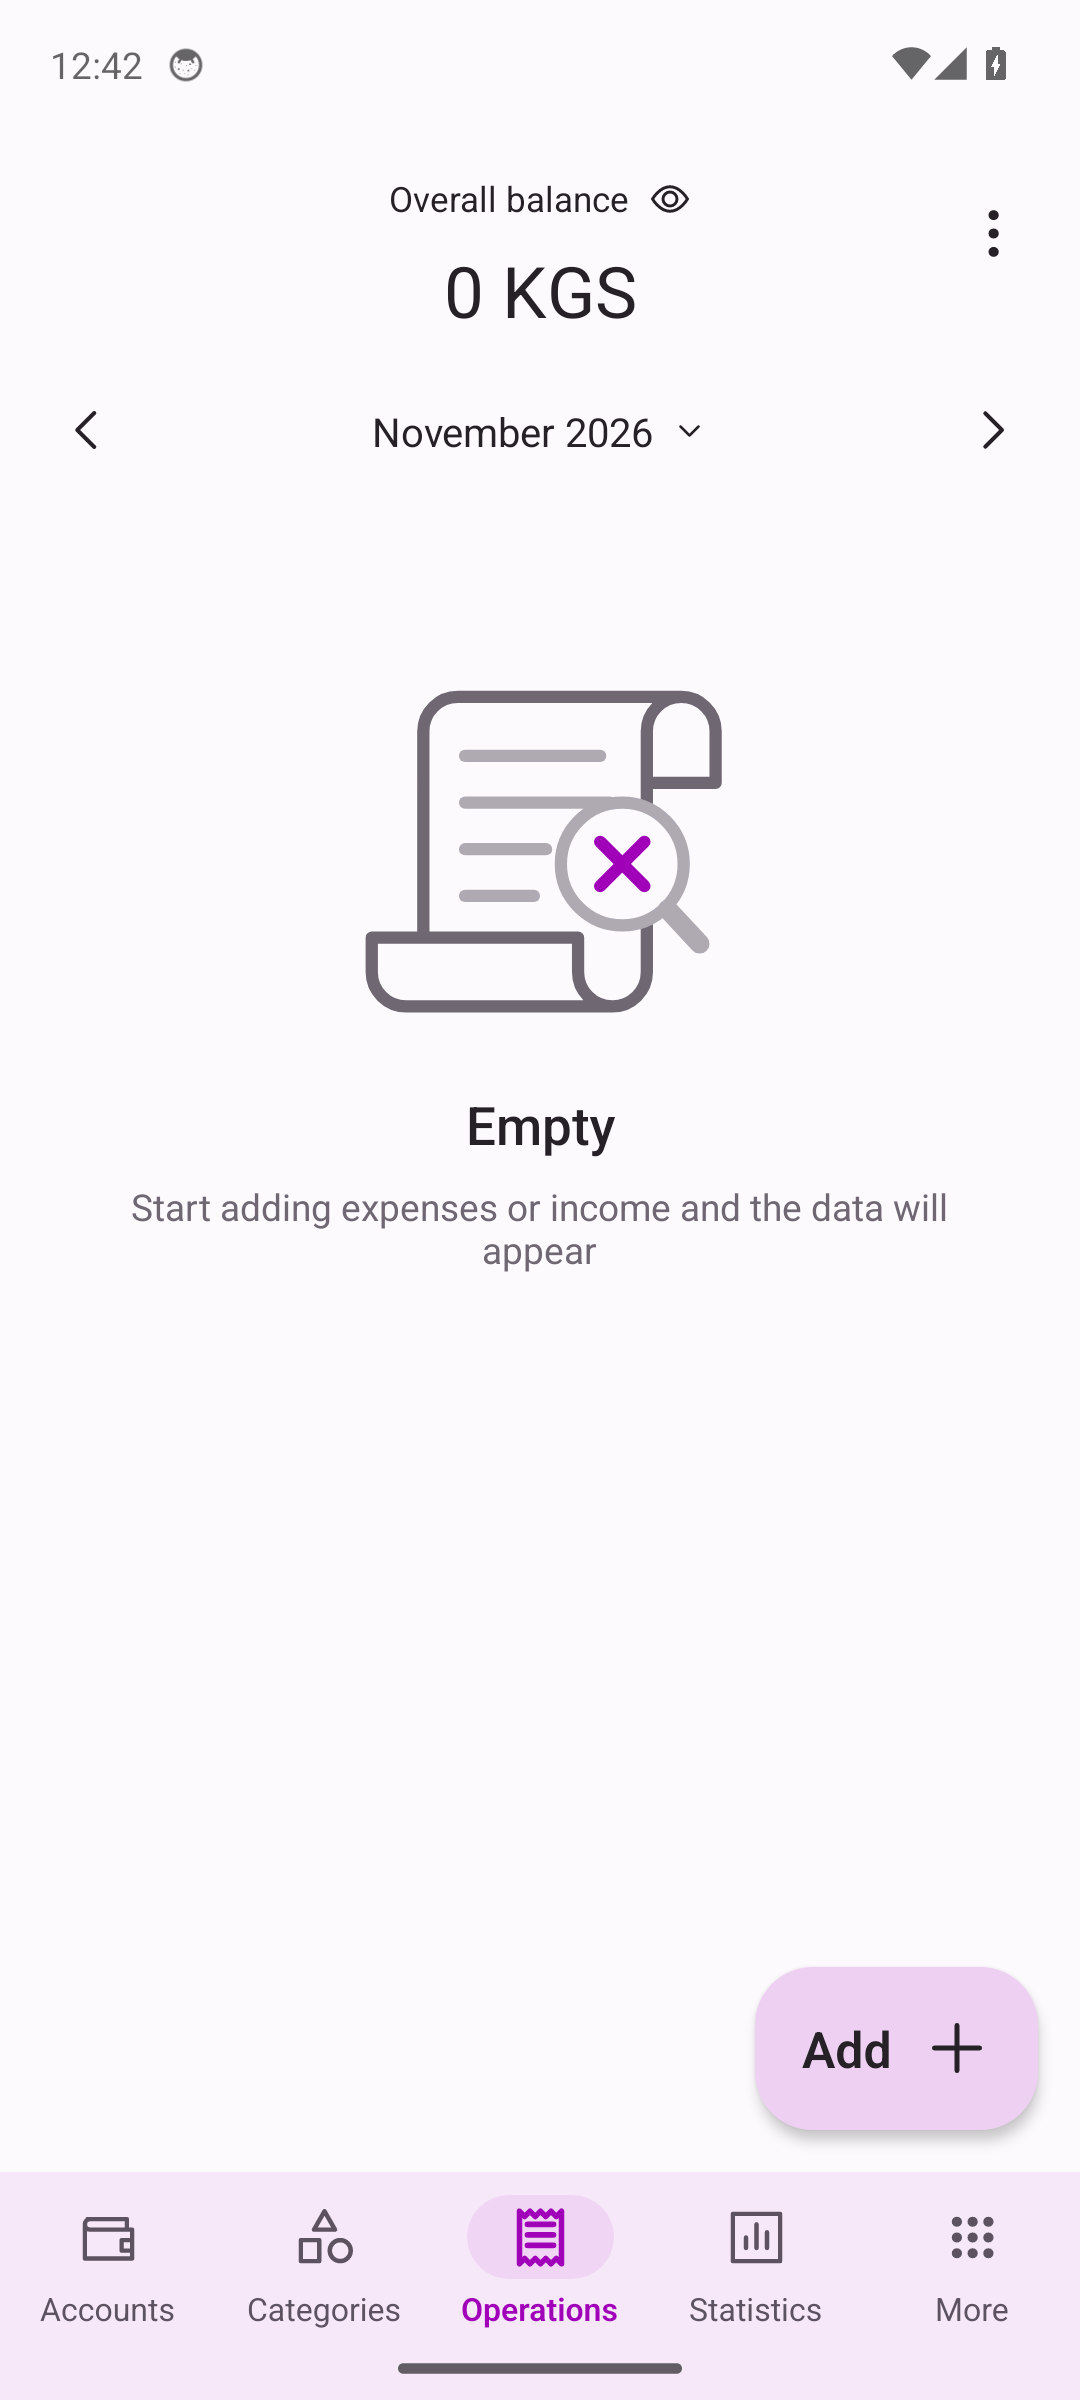 12:42
Overall balance
0 KGS
November 2026
Empty
Start adding expenses or income and the data will
appear
Add
Accounts
Categories
Operations
Statistics
More